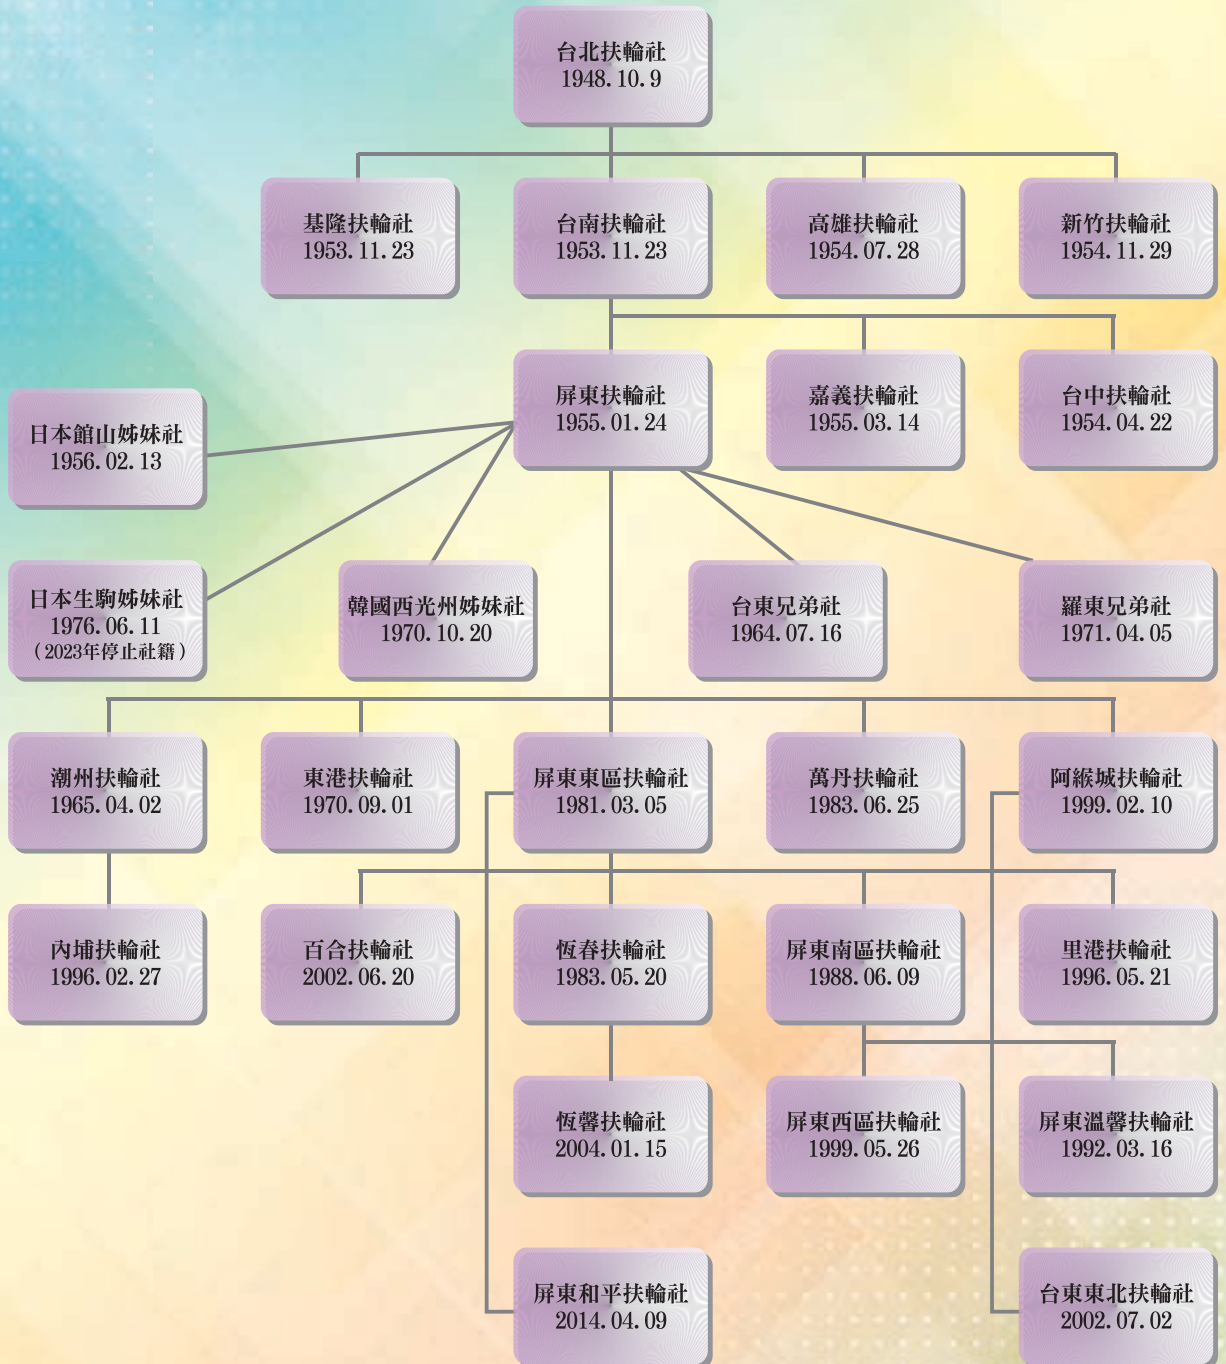 台北扶輪社
1948.10.9
基隆扶輪社
1953.11.23
台南扶輪社
1953.11.23
高雄扶輪社
1954.07.28
新竹扶輪社
1954.11.29
屏東扶輪社
1955.01.24
嘉義扶輪社
1955.03.14
台中扶輪社
1954.04.22
日本館山姊妹社
1956.02.13
日本生駒姊妹社
1976.06.11
（2023年停止社籍）
韓國西光州姊妹社
1970.10.20
台東兄弟社
1964.07.16
羅東兄弟社
1971.04.05
潮州扶輪社
1965.04.02
東港扶輪社
1970.09.01
屏東東區扶輪社
1981.03.05
萬丹扶輪社
1983.06.25
阿緱城扶輪社
1999.02.10
內埔扶輪社
1996.02.27
百合扶輪社
2002.06.20
恆春扶輪社
1983.05.20
屏東南區扶輪社
1988.06.09
里港扶輪社
1996.05.21
恆馨扶輪社
2004.01.15
屏東西區扶輪社
1999.05.26
屏東溫馨扶輪社
1992.03.16
屏東和平扶輪社
2014.04.09
台東東北扶輪社
2002.07.02